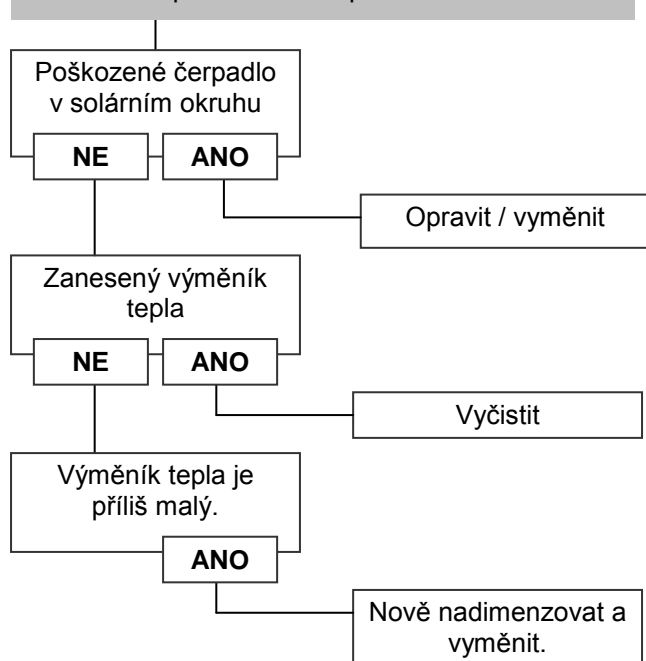 Poškozené čerpadlo
v solárním okruhu
NE
ANO
Opravit / vyměnit
Zanesený výměník
tepla
NE
ANO
Vyčistit
Výměník tepla je
příliš malý.
ANO
Nově nadimenzovat a
vyměnit.